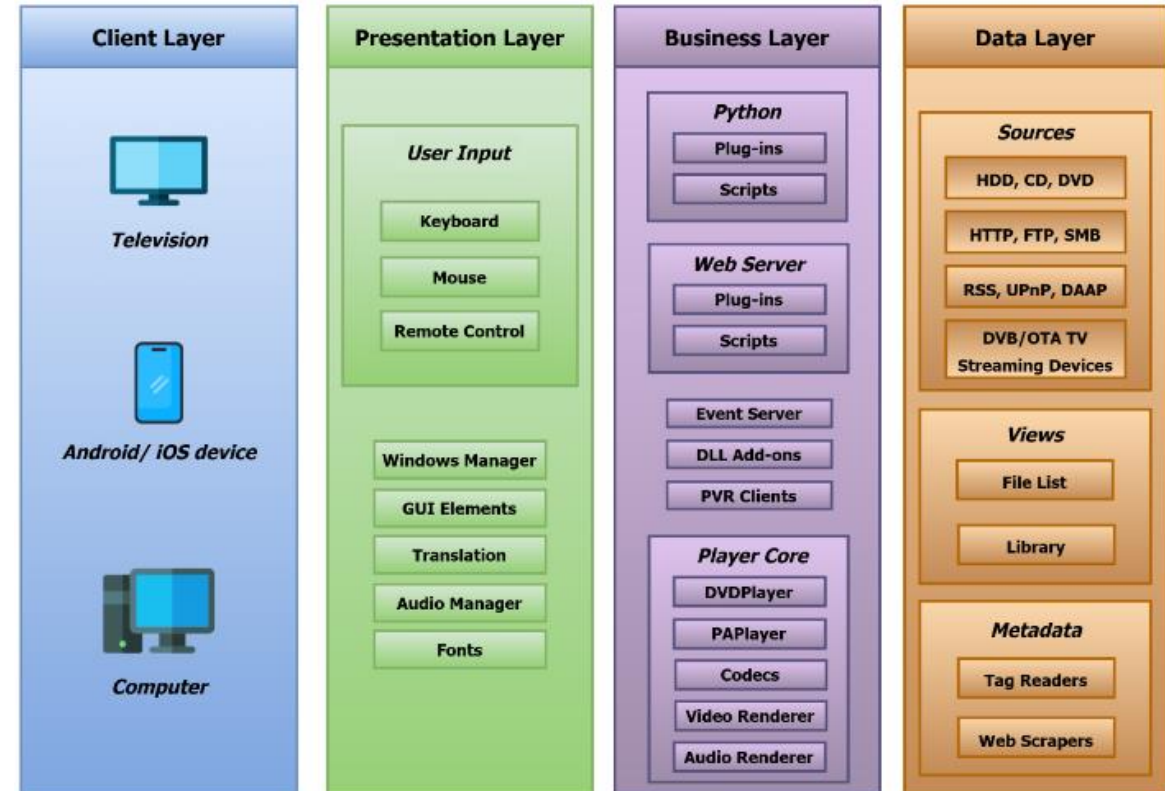 Client Layer
Television
Android/ iOS device
Computer
Presentation Layer
User Input
Keyboard
Mouse
Remote Control
Windows Manager
GUI Elements
Translation
Audio Manager
Fonts
Business Layer
Python
Plug-ins
Scripts
Web Server
Plug-ins
Scripts
Event Server
DLL Add-ons
PVR Clients
Player Core
DVDPlayer
PAPlayer
Codecs
Video Renderer
Audio Renderer
Data Layer
Sources
HDD, CD, DVD
HTTP, FTP, SMB
RSS, UPnP, DAAP
DVB/OTA TV
Streaming Devices
Views
File List
Library
Metadata
Tag Readers
Web Scrapers